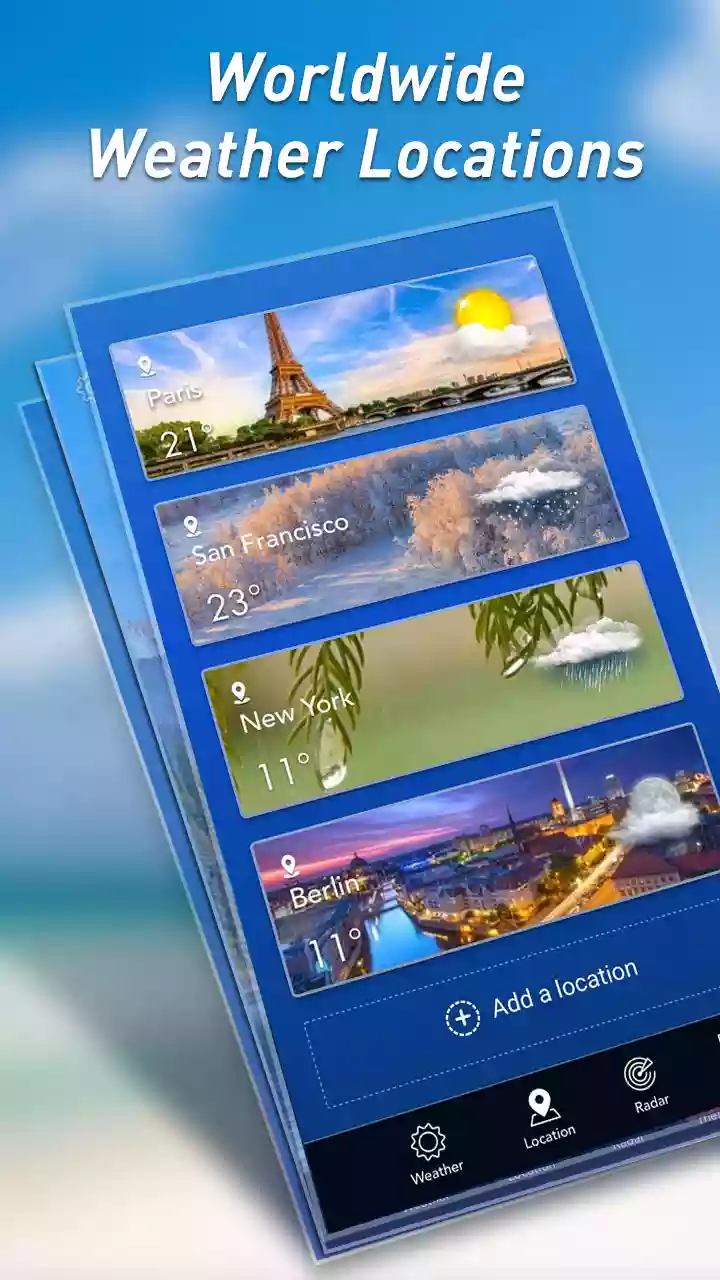 Worldwide
Weather Locations
Paris
21°
San Francisco
23°
New York
11°
Berlin
11°
Add a location
Weather
Location
Radar